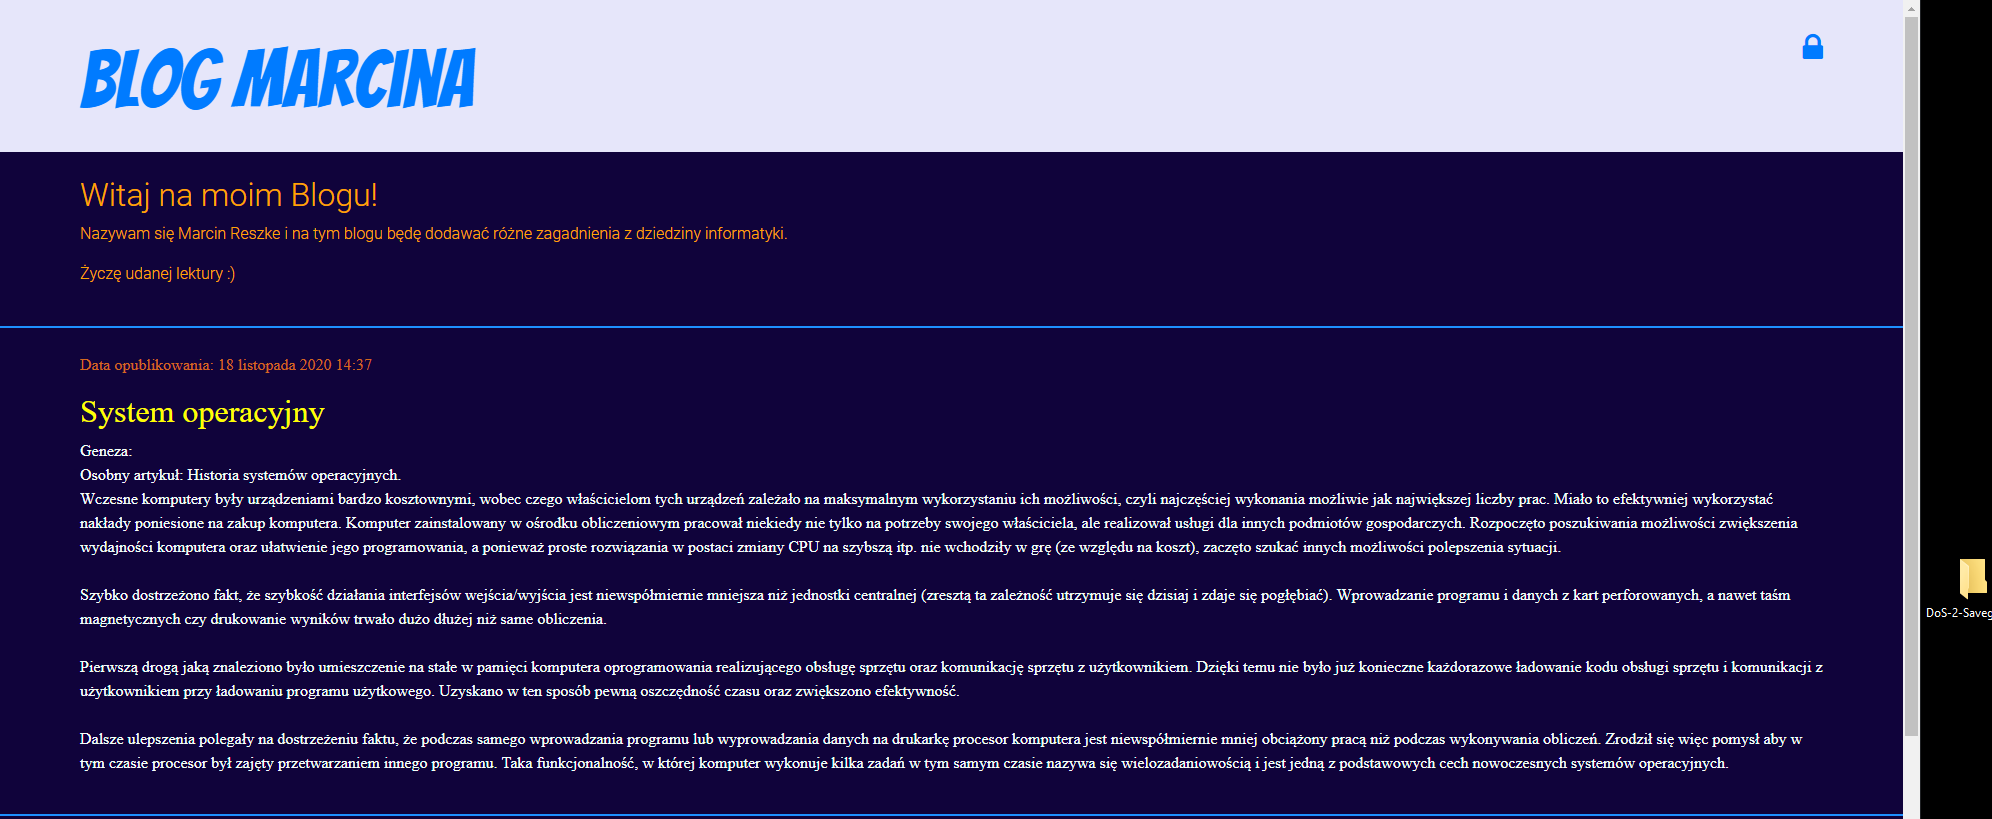 BLOG MARCINA
Witaj na moim Blogu!
Nazywam się Marcin Reszke i na tym blogu będę dodawać różne zagadnienia z dziedziny informatyki.
Życzę udanej lektury :)
Data opublikowania: 18 listopada 2020 14:37
System operacyjny
Geneza:
Osobny artykuł: Historia systemów operacyjnych.
Wczesne komputery były urządzeniami bardzo kosztownymi, wobec czego właścicielom tych urządzeń zależało na maksymalnym wykorzystaniu ich możliwości, czyli najczęściej wykonania możliwie jak największej liczby prac. Miało to efektywniej wykorzystać
nakłady poniesione na zakup komputera. Komputer zainstalowany w ośrodku obliczeniowym pracował niekiedy nie tylko na potrzeby swojego właściciela, ale realizował usługi dla innych podmiotów gospodarczych. Rozpoczęto poszukiwania możliwości zwiększenia
wydajności komputera oraz ułatwienie jego programowania, a ponieważ proste rozwiązania w postaci zmiany CPU na szybszą itp. nie wchodziły w grę (ze względu na koszt), zaczęto szukać innych możliwości polepszenia sytuacji.
Szybko dostrzeżono fakt, że szybkość działania interfejsów wejścia/wyjścia jest niewspółmiernie mniejsza niż jednostki centralnej (zresztą ta zależność utrzymuje się dzisiaj i zdaje się pogłębiać). Wprowadzanie programu i danych z kart perforowanych, a nawet taśm
magnetycznych czy drukowanie wyników trwało dużo dłużej niż same obliczenia.
Pierwszą drogą jaką znaleziono było umieszczenie na stałe w pamięci komputera oprogramowania realizującego obsługę sprzętu oraz komunikację sprzętu z użytkownikiem. Dzięki temu nie było już konieczne każdorazowe ładowanie kodu obsługi sprzętu i komunikacji z
użytkownikiem przy ładowaniu programu użytkowego. Uzyskano w ten sposób pewną oszczędność czasu oraz zwiększono efektywność.
Dalsze ulepszenia polegały na dostrzeżeniu faktu, że podczas samego wprowadzania programu lub wyprowadzania danych na drukarkę procesor komputera jest niewspółmiernie mniej obciążony pracą niż podczas wykonywania obliczeń. Zrodził się więc pomysł aby w
tym czasie procesor był zajęty przetwarzaniem innego programu. Taka funkcjonalność, w której komputer wykonuje kilka zadań w tym samym czasie nazywa się wielozadaniowością i jest jedną z podstawowych cech nowoczesnych systemów operacyjnych.
DoS-2-Saveg